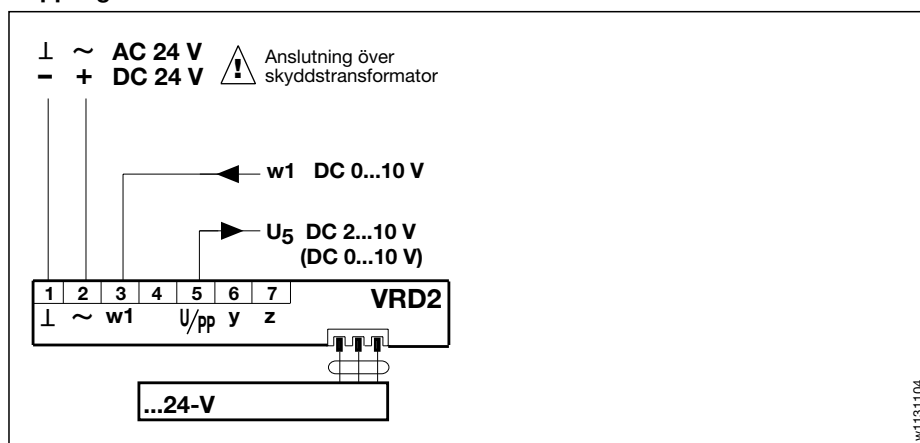 ⊥ ~ AC 24 V
− + DC 24 V
Anslutning över
skyddstransformator
w1 DC 0...10 V
U5 DC 2...10 V
(DC 0...10 V)
1 2 3 4 5 6 7
⊥ ~ w1 U/pp y z
VRD2
...24-V
w1131104